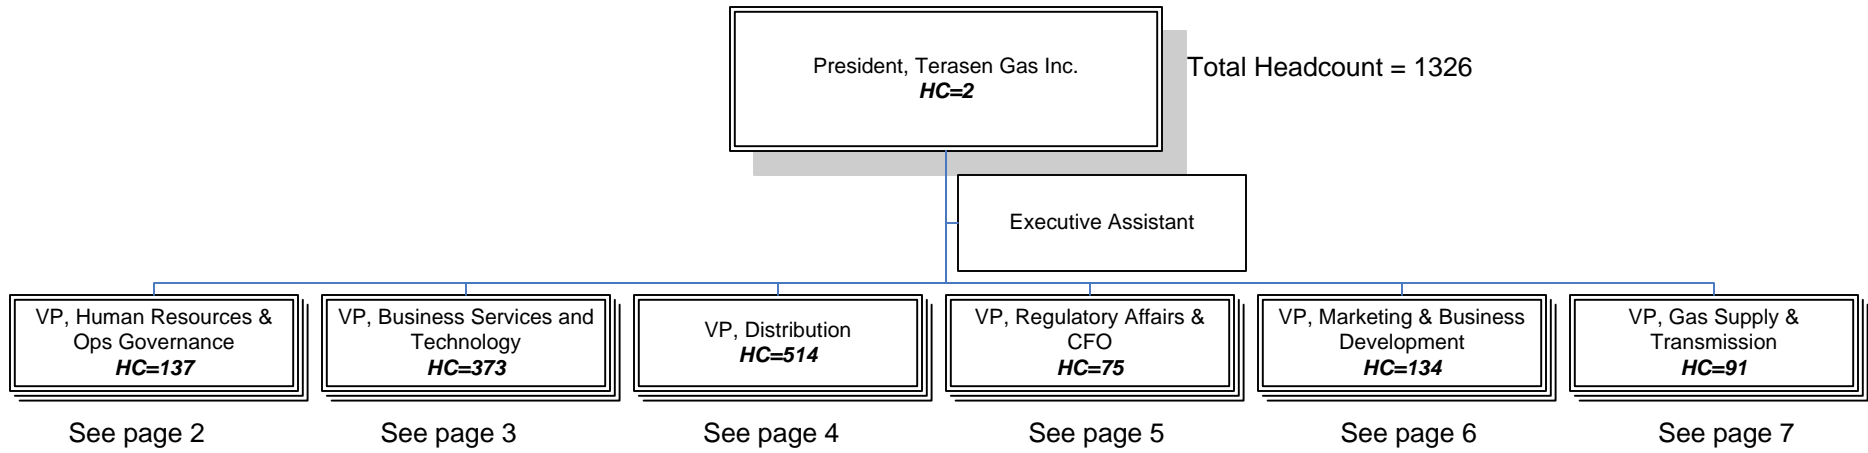 President, Terasen Gas Inc.
HC=2
Total Headcount = 1326
Executive Assistant
VP, Human Resources &
Ops Governance
HC=137
VP, Business Services and
Technology
HC=373
VP, Distribution
HC=514
VP, Regulatory Affairs &
CFO
HC=75
VP, Marketing & Business
Development
HC=134
VP, Gas Supply &
Transmission
HC=91
See page 2
See page 3
See page 4
See page 5
See page 6
See page 7